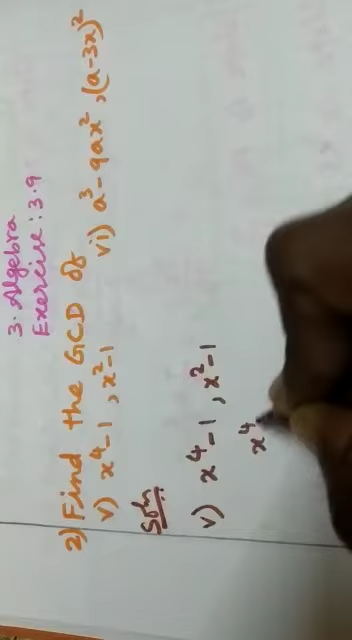 3. Algebra
Exercise: 3.9
2) Find the GCD of
v) x⁴-1, x²-1 vi) a³-9ax², (a-3x)²
Soln
v) x⁴-1, x²-1
x⁴